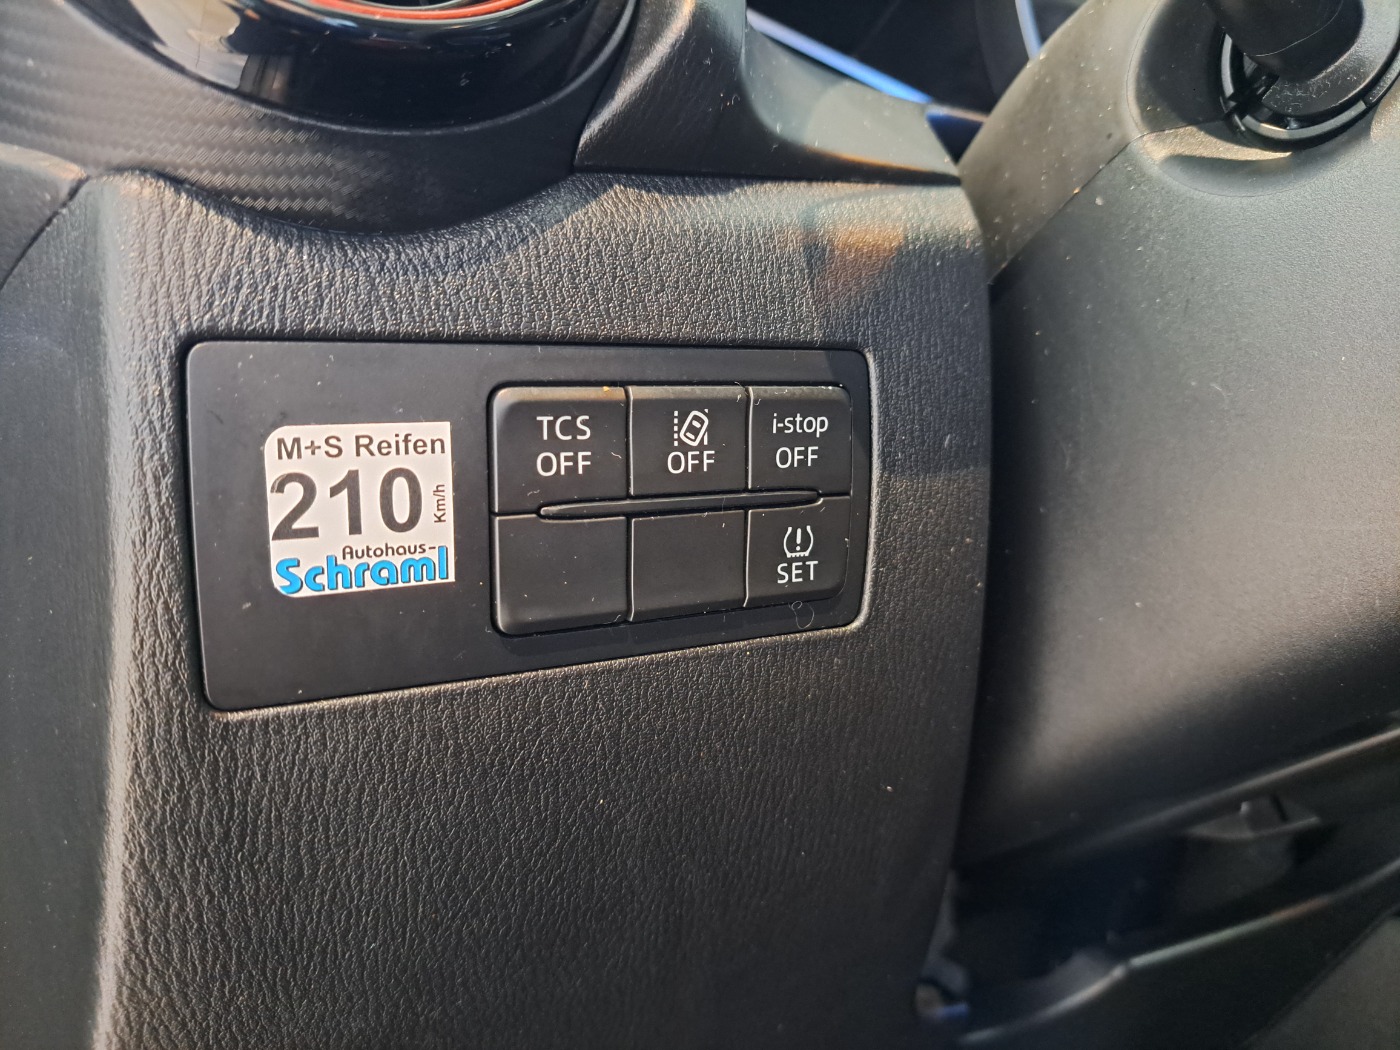 M+S Reifen
210 Km/h
Autohaus-
Schraml
TCS
OFF
OFF
i-stop
OFF
SET